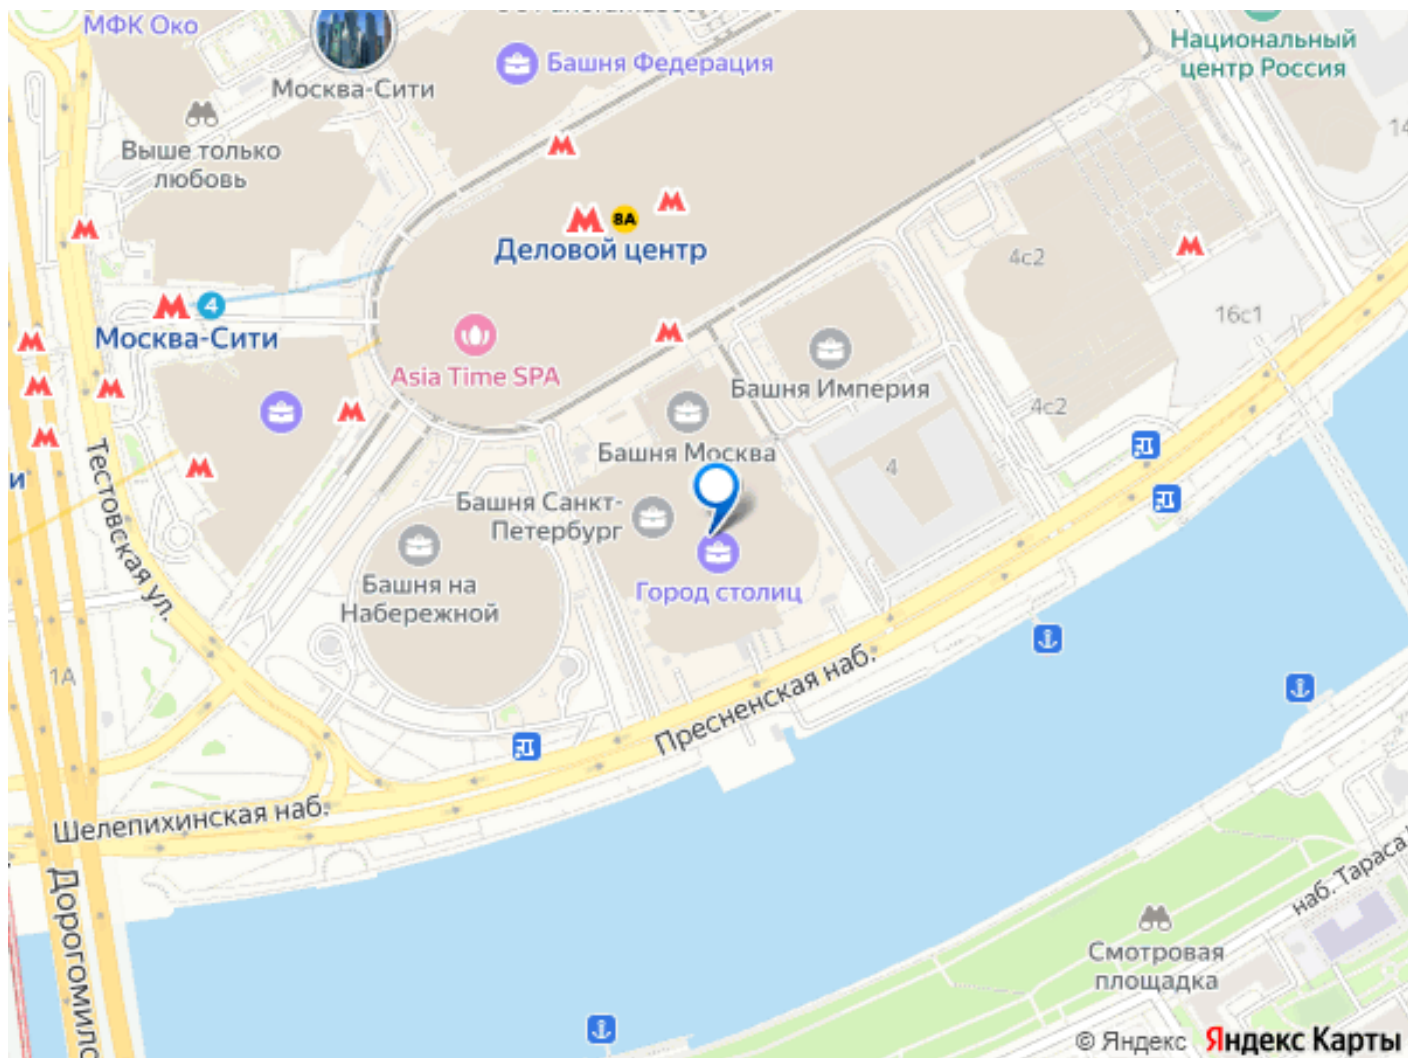 МФК Око
Башня Федерация
Национальный
центр Россия
Москва-Сити
14
Выше только
любовь
8А
Деловой центр
4с2
4
Москва-Сити
16с1
Asia Time SPA
Башня Империя
4с2
Башня Москва
4
и
Башня Санкт-
Петербург
Тестовская ул.
Башня на
Набережной
Город столиц
1А
Пресненская наб.
Шелепихинская наб.
Дорогомило
наб. Тараса
Смотровая
площадка
© Яндекс Яндекс Карты